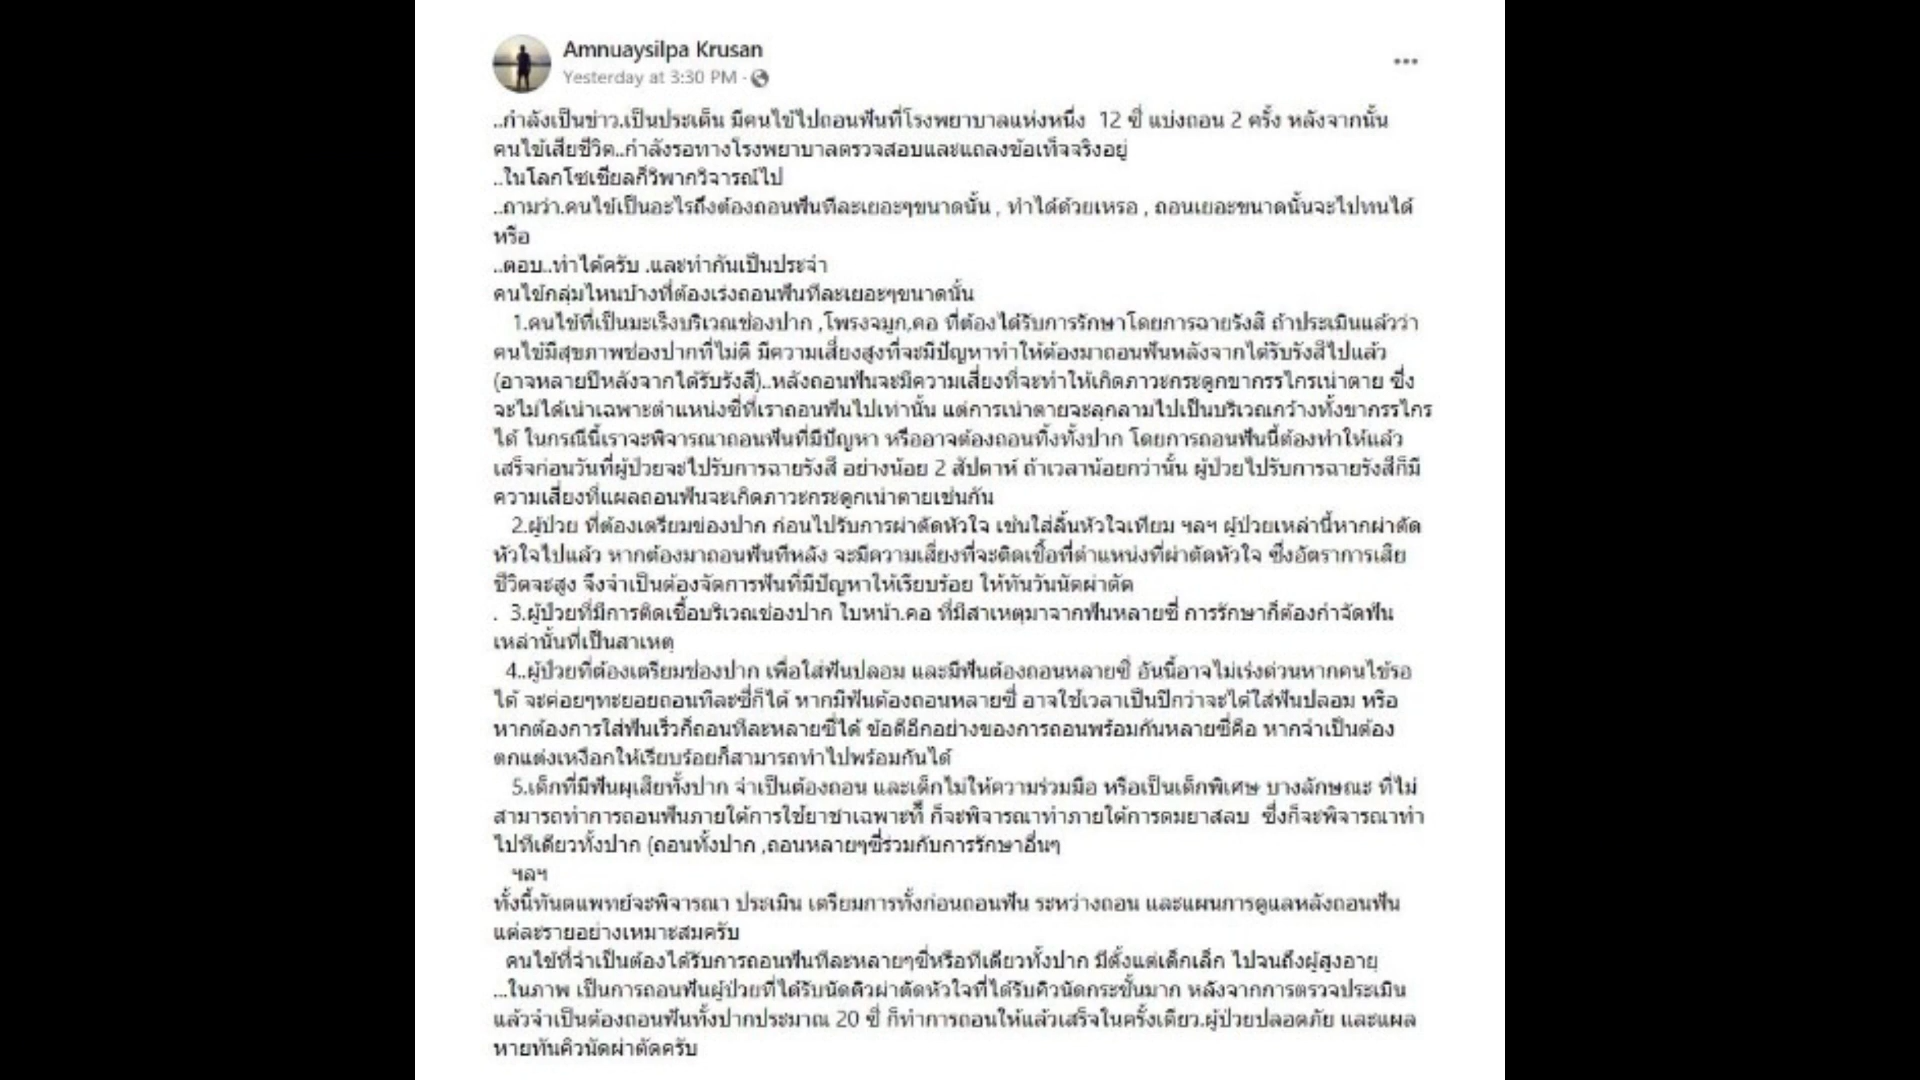 Amnuaysilpa Krusan
Yesterday at 3:30 PM ·
..กำลังเป็นข่าว.เป็นประเด็น มีคนไข้ไปถอนฟันที่โรงพยาบาลแห่งหนึ่ง 12 ซี่ แบ่งถอน 2 ครั้ง หลังจากนั้น
คนไข้เสียชีวิต..กำลังรอทางโรงพยาบาลตรวจสอบและแถลงข้อเท็จจริงอยู่
..ในโลกโซเชียลก็วิพากวิจารณ์ไป
..ถามว่า.คนไข้เป็นอะไรถึงต้องถอนฟันทีละเยอะๆขนาดนั้น , ทำได้ด้วยเหรอ , ถอนเยอะขนาดนั้นจะไปทนได้
หรือ
..ตอบ..ทำได้ครับ .และทำกันเป็นประจำ
คนไข้กลุ่มไหนบ้างที่ต้องเร่งถอนฟันทีละเยอะๆขนาดนั้น
1.คนไข้ที่เป็นมะเร็งบริเวณช่องปาก ,โพรงจมูก,คอ ที่ต้องได้รับการรักษาโดยการฉายรังสี ถ้าประเมินแล้วว่า
คนไข้มีสุขภาพช่องปากที่ไม่ดี มีความเสี่ยงสูงที่จะมีปัญหาทำให้ต้องมาถอนฟันหลังจากได้รับรังสีไปแล้ว
(อาจหลายปีหลังจากได้รับรังสี)..หลังถอนฟันจะมีความเสี่ยงที่จะทำให้เกิดภาวะกระดูกขากรรไกรเน่าตาย ซึ่ง
จะไม่ได้เน่าเฉพาะตำแหน่งซี่ที่เราถอนฟันไปเท่านั้น แต่การเน่าตายจะลุกลามไปเป็นบริเวณกว้างทั้งขากรรไกร
ได้ ในกรณีนี้เราจะพิจารณาถอนฟันที่มีปัญหา หรืออาจต้องถอนทิ้งทั้งปาก โดยการถอนฟันนี้ต้องทำให้แล้ว
เสร็จก่อนวันที่ผู้ป่วยจะไปรับการฉายรังสี อย่างน้อย 2 สัปดาห์ ถ้าเวลาน้อยกว่านั้น ผู้ป่วยไปรับการฉายรังสีก็มี
ความเสี่ยงที่แผลถอนฟันจะเกิดภาวะกระดูกเน่าตายเช่นกัน
2.ผู้ป่วย ที่ต้องเตรียมช่องปาก ก่อนไปรับการผ่าตัดหัวใจ เช่นใส่ลิ้นหัวใจเทียม ฯลฯ ผู้ป่วยเหล่านี้หากผ่าตัด
หัวใจไปแล้ว หากต้องมาถอนฟันทีหลัง จะมีความเสี่ยงที่จะติดเชื้อที่ตำแหน่งที่ผ่าตัดหัวใจ ซึ่งอัตราการเสีย
ชีวิตจะสูง จึงจำเป็นต้องจัดการฟันที่มีปัญหาให้เรียบร้อย ให้ทันวันนัดผ่าตัด
. 3.ผู้ป่วยที่มีการติดเชื้อบริเวณช่องปาก ใบหน้า.คอ ที่มีสาเหตุมาจากฟันหลายซี่ การรักษาก็ต้องกำจัดฟัน
เหล่านั้นที่เป็นสาเหตุ
4..ผู้ป่วยที่ต้องเตรียมช่องปาก เพื่อใส่ฟันปลอม และมีฟันต้องถอนหลายซี่ อันนี้อาจไม่เร่งด่วนหากคนไข้รอ
ได้ จะค่อยๆทะยอยถอนทีละซี่ก็ได้ หากมีฟันต้องถอนหลายซี่ อาจใช้เวลาเป็นปีกว่าจะได้ใส่ฟันปลอม หรือ
หากต้องการใส่ฟันเร็วก็ถอนทีละหลายซี่ได้ ข้อดีอีกอย่างของการถอนพร้อมกันหลายซี่คือ หากจำเป็นต้อง
ตกแต่งเหงือกให้เรียบร้อยก็สามารถทำไปพร้อมกันได้
5.เด็กที่มีฟันผุเสียทั้งปาก จำเป็นต้องถอน และเด็กไม่ให้ความร่วมมือ หรือเป็นเด็กพิเศษ บางลักษณะ ที่ไม่
สามารถทำการถอนฟันภายใต้การใช้ยาชาเฉพาะที่ ก็จะพิจารณาทำภายใต้การดมยาสลบ ซึ่งก็จะพิจารณาทำ
ไปทีเดียวทั้งปาก (ถอนทั้งปาก ,ถอนหลายๆซี่ร่วมกับการรักษาอื่นๆ
ฯลฯ
ทั้งนี้ทันตแพทย์จะพิจารณา ประเมิน เตรียมการทั้งก่อนถอนฟัน ระหว่างถอน และแผนการดูแลหลังถอนฟัน
แต่ละรายอย่างเหมาะสมครับ
คนไข้ที่จำเป็นต้องได้รับการถอนฟันทีละหลายๆซี่หรือทีเดียวทั้งปาก มีตั้งแต่เด็กเล็ก ไปจนถึงผู้สูงอายุ
...ในภาพ เป็นการถอนฟันผู้ป่วยที่ได้รับนัดคิวผ่าตัดหัวใจที่ได้รับคิวนัดกระชั้นมาก หลังจากการตรวจประเมิน
แล้วจำเป็นต้องถอนฟันทั้งปากประมาณ 20 ซี่ ก็ทำการถอนให้แล้วเสร็จในครั้งเดียว.ผู้ป่วยปลอดภัย และแผล
หายทันคิวนัดผ่าตัดครับ